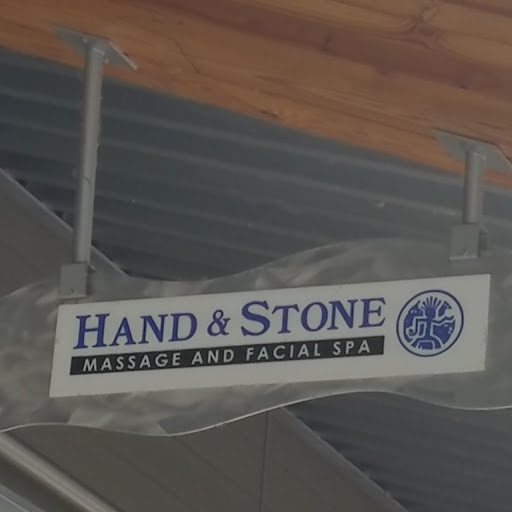 HAND & STONE
MASSAGE AND FACIAL SPA